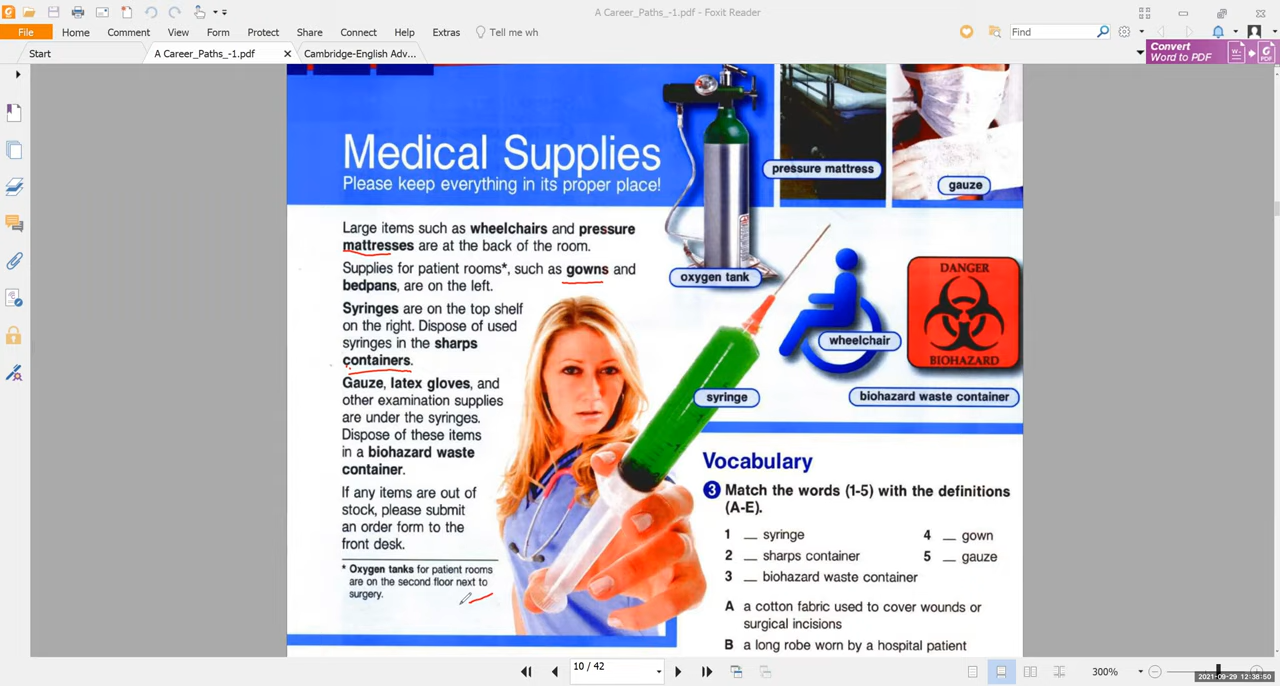 A Career_Paths_-1.pdf - Foxit Reader
File Home Comment View Form Protect Share Connect Help Extras Tell me wh Find
Start A Career_Paths_-1.pdf Cambridge-English Adv...
Convert
Word to PDF
Medical Supplies
Please keep everything in its proper place!
pressure mattress
gauze
Large items such as wheelchairs and pressure
mattresses are at the back of the room.
Supplies for patient rooms*, such as gowns and
bedpans, are on the left.
Syringes are on the top shelf
on the right. Dispose of used
syringes in the sharps
containers.
Gauze, latex gloves, and
other examination supplies
are under the syringes.
Dispose of these items
in a biohazard waste
container.
If any items are out of
stock, please submit
an order form to the
front desk.
* Oxygen tanks for patient rooms
are on the second floor next to
surgery.
oxygen tank
DANGER
BIOHAZARD
wheelchair
syringe
biohazard waste container
Vocabulary
3 Match the words (1-5) with the definitions
(A-E).
1 __ syringe
2 __ sharps container
3 __ biohazard waste container
4 __ gown
5 __ gauze
A a cotton fabric used to cover wounds or
surgical incisions
B a long robe worn by a hospital patient
10 / 42
300%
2021-09-29 12:38:50